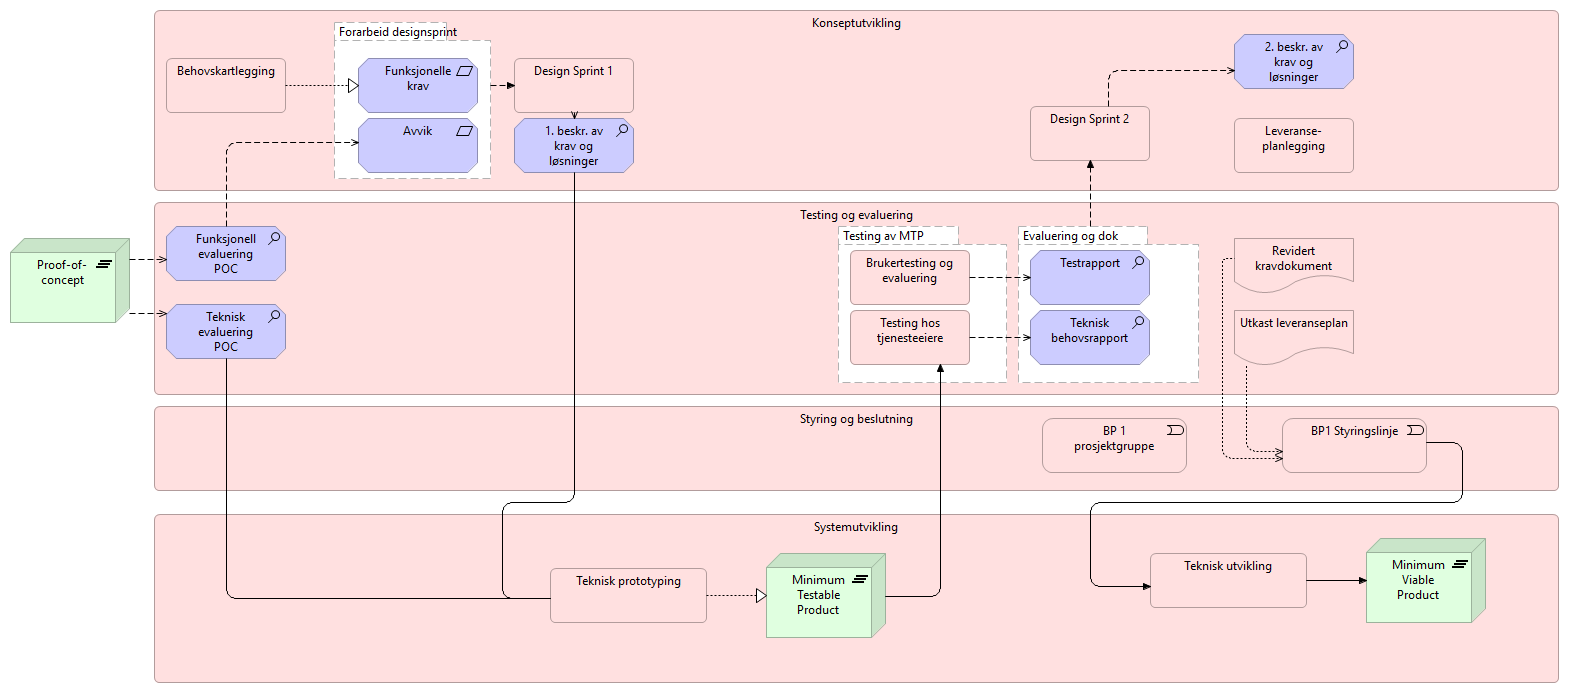 Konseptutvikling
Forarbeid designsprint
Behovskartlegging
Funksjonelle
krav
Avvik
Design Sprint 1
1. beskr. av
krav og
løsninger
Design Sprint 2
2. beskr. av
krav og
løsninger
Leveranse-
planlegging
Testing og evaluering
Proof-of-
concept
Funksjonell
evaluering
POC
Teknisk
evaluering
POC
Testing av MTP
Brukertesting og
evaluering
Testing hos
tjenesteeiere
Evaluering og dok
Testrapport
Teknisk
behovsrapport
Revidert
kravdokument
Utkast leveranseplan
Styring og beslutning
BP 1
prosjektgruppe
BP1 Styringslinje
Systemutvikling
Teknisk prototyping
Minimum
Testable
Product
Teknisk utvikling
Minimum
Viable
Product